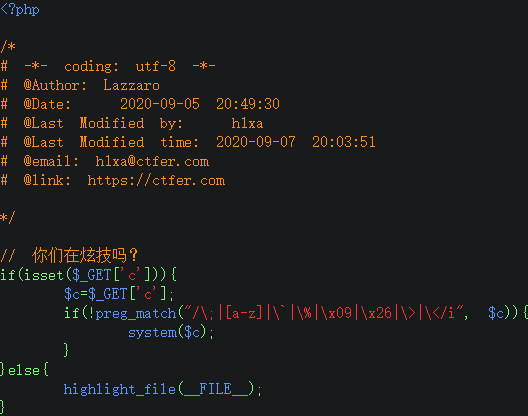 <?php
/*
# -*- coding: utf-8 -*-
# @Author: Lazzaro
# @Date: 2020-09-05 20:49:30
# @Last Modified by: h1xa
# @Last Modified time: 2020-09-07 20:03:51
# @email: h1xa@ctfer.com
# @link: https://ctfer.com
*/
// 你们在炫技吗？
if(isset($_GET['c'])){
$c=$_GET['c'];
if(!preg_match("/\;|[a-z]|\`|\%|\x09|\x26|\>|\</i", $c)){
system($c);
}
}else{
highlight_file(__FILE__);
}